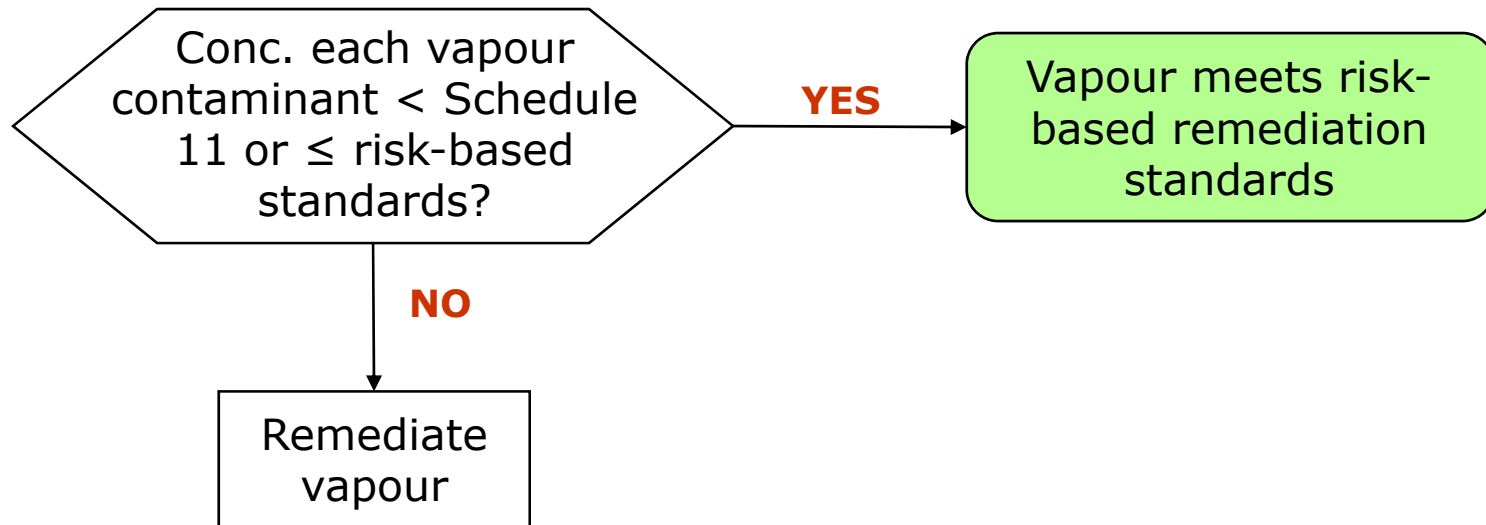 Conc. each vapour
contaminant < Schedule
11 or ≤ risk-based
standards?
YES
Vapour meets risk-
based remediation
standards
NO
Remediate
vapour